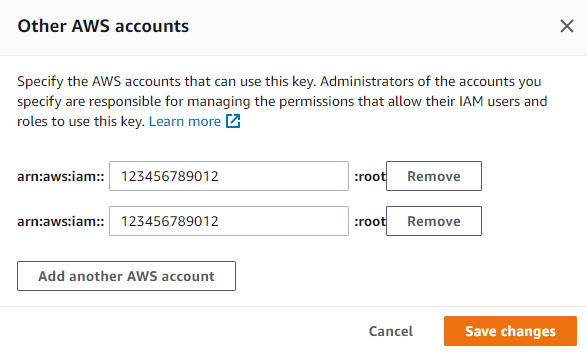 Other AWS accounts
Specify the AWS accounts that can use this key. Administrators of the accounts you
specify are responsible for managing the permissions that allow their IAM users and
roles to use this key. Learn more
arn:aws:iam:: 123456789012 :root Remove
arn:aws:iam:: 123456789012 :root Remove
Add another AWS account
Cancel Save changes